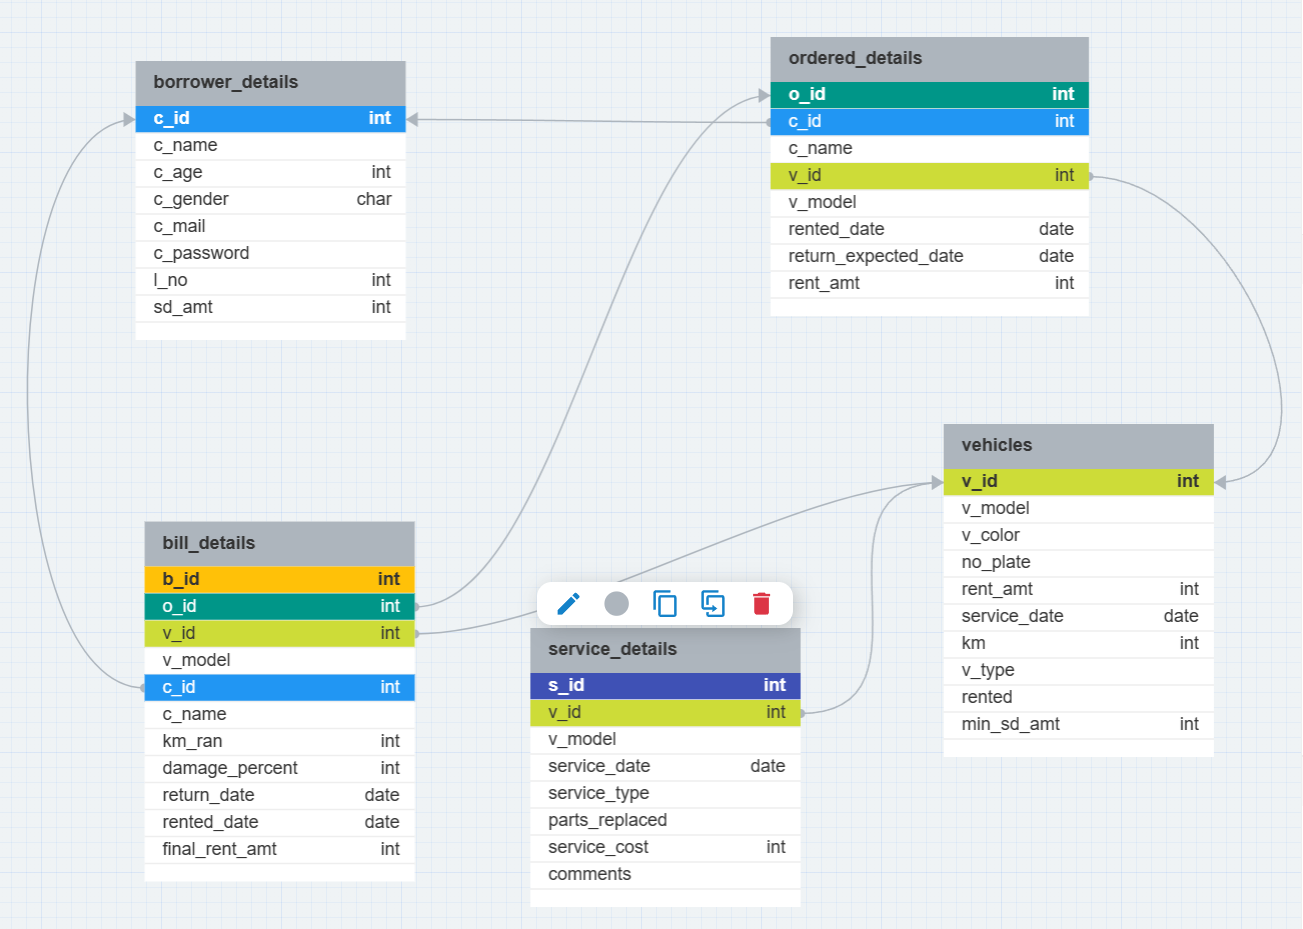 borrower_details
c_id int
c_name
c_age int
c_gender char
c_mail
c_password
l_no int
sd_amt int
ordered_details
o_id int
c_id int
c_name
v_id int
v_model
rented_date date
return_expected_date date
rent_amt int
vehicles
v_id int
v_model
v_color
no_plate
rent_amt int
service_date date
km int
v_type
rented
min_sd_amt int
bill_details
b_id int
o_id int
v_id int
v_model
c_id int
c_name
km_ran int
damage_percent int
return_date date
rented_date date
final_rent_amt int
service_details
s_id int
v_id int
v_model
service_date date
service_type
parts_replaced
service_cost int
comments